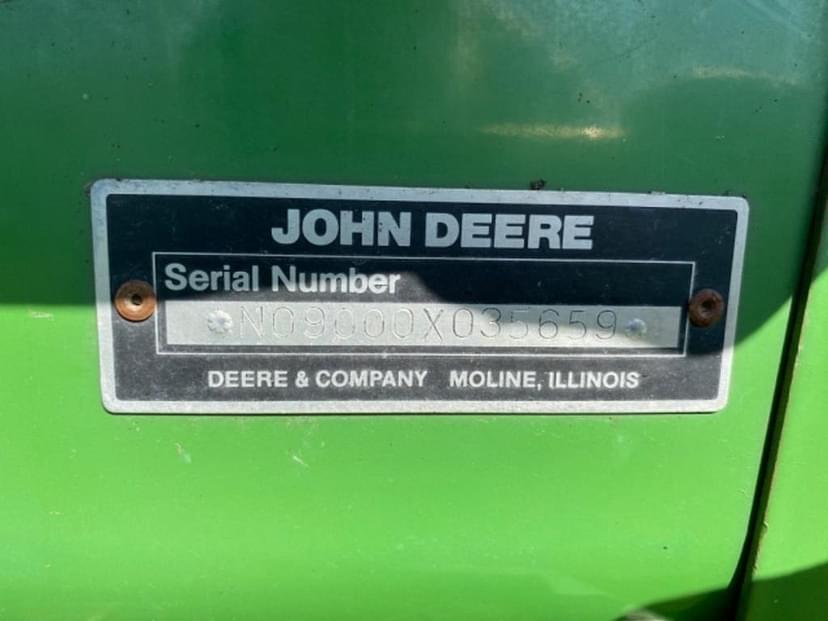 JOHN DEERE
Serial Number
*N09000X035659*
DEERE & COMPANY MOLINE, ILLINOIS